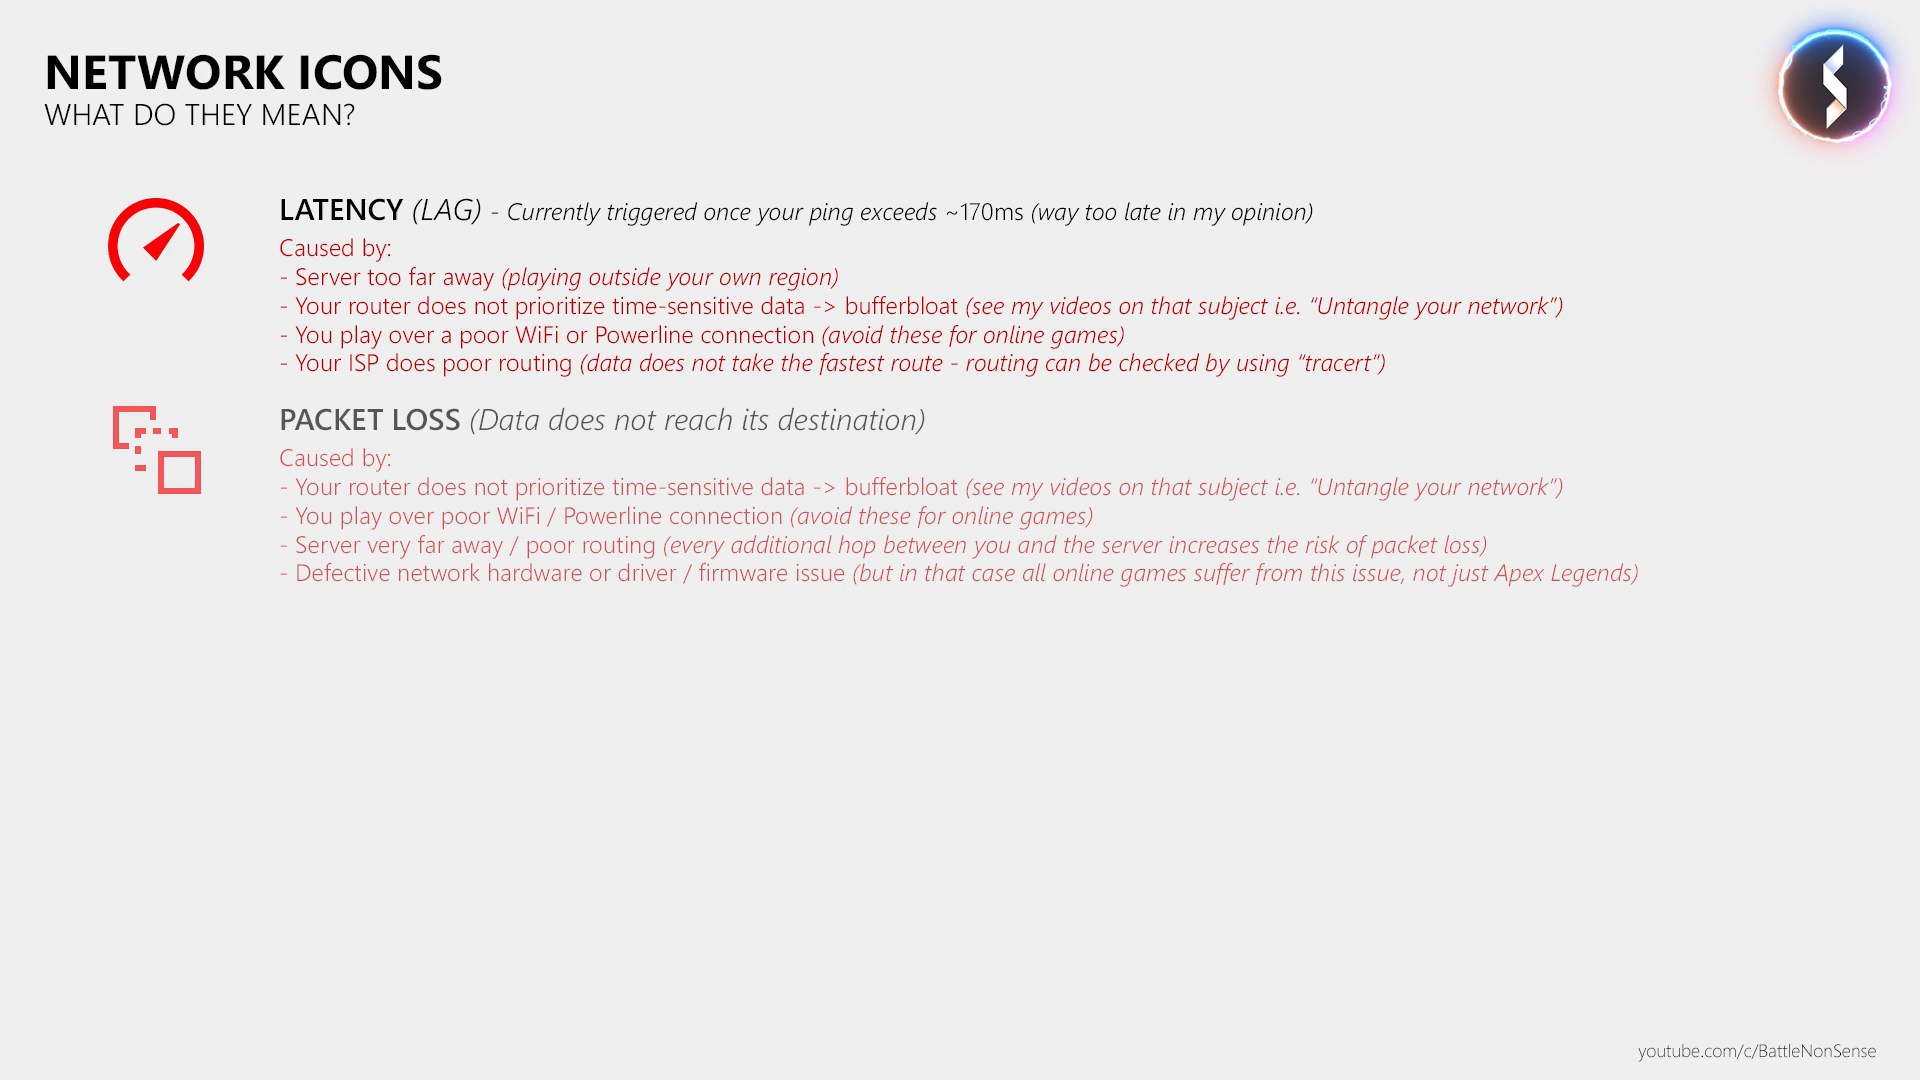 NETWORK ICONS
WHAT DO THEY MEAN?
LATENCY (LAG) - Currently triggered once your ping exceeds ~170ms (way too late in my opinion)
Caused by:
- Server too far away (playing outside your own region)
- Your router does not prioritize time-sensitive data -> bufferbloat (see my videos on that subject i.e. “Untangle your network”)
- You play over a poor WiFi or Powerline connection (avoid these for online games)
- Your ISP does poor routing (data does not take the fastest route - routing can be checked by using “tracert”)
PACKET LOSS (Data does not reach its destination)
Caused by:
- Your router does not prioritize time-sensitive data -> bufferbloat (see my videos on that subject i.e. “Untangle your network”)
- You play over poor WiFi / Powerline connection (avoid these for online games)
- Server very far away / poor routing (every additional hop between you and the server increases the risk of packet loss)
- Defective network hardware or driver / firmware issue (but in that case all online games suffer from this issue, not just Apex Legends)
youtube.com/c/BattleNonSense